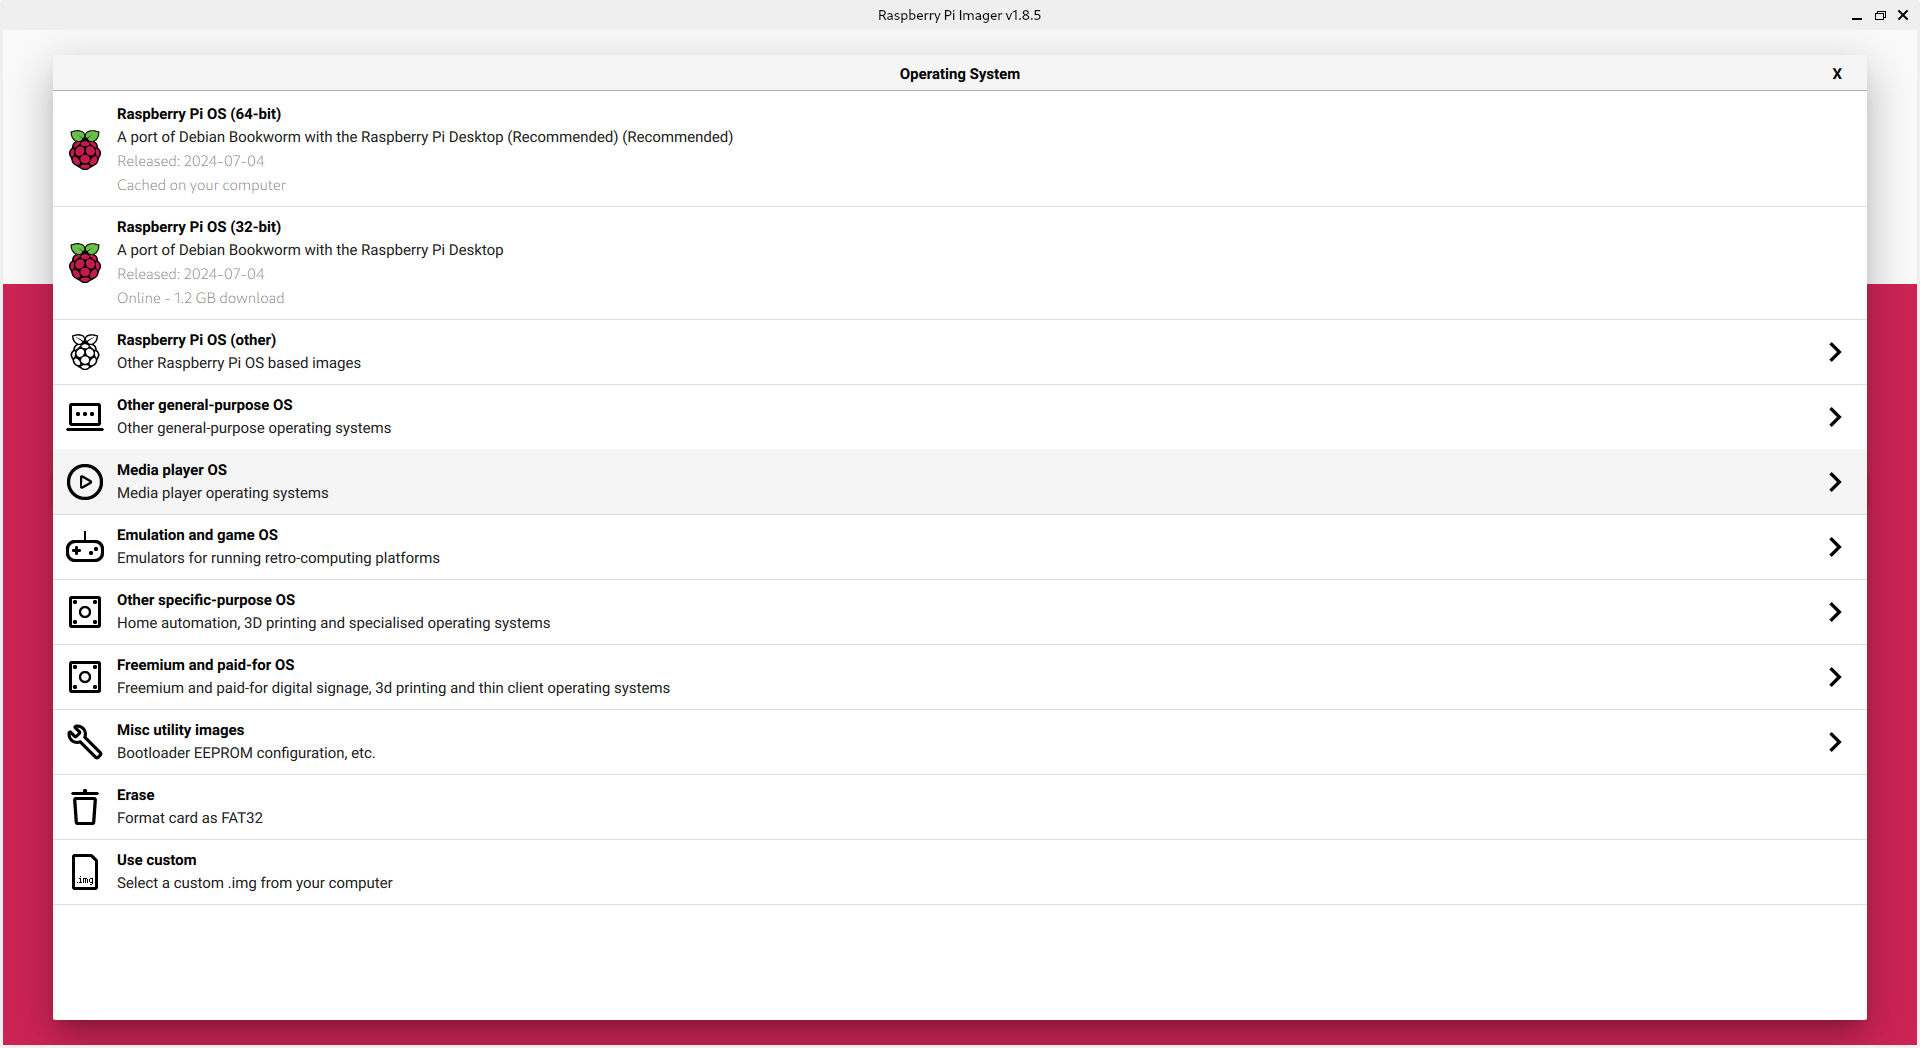 Raspberry Pi Imager v1.8.5
Operating System
X
Raspberry Pi OS (64-bit)
A port of Debian Bookworm with the Raspberry Pi Desktop (Recommended) (Recommended)
Released: 2024-07-04
Cached on your computer
Raspberry Pi OS (32-bit)
A port of Debian Bookworm with the Raspberry Pi Desktop
Released: 2024-07-04
Online - 1.2 GB download
Raspberry Pi OS (other)
Other Raspberry Pi OS based images
Other general-purpose OS
Other general-purpose operating systems
Media player OS
Media player operating systems
Emulation and game OS
Emulators for running retro-computing platforms
Other specific-purpose OS
Home automation, 3D printing and specialised operating systems
Freemium and paid-for OS
Freemium and paid-for digital signage, 3d printing and thin client operating systems
Misc utility images
Bootloader EEPROM configuration, etc.
Erase
Format card as FAT32
Use custom
.img
Select a custom .img from your computer